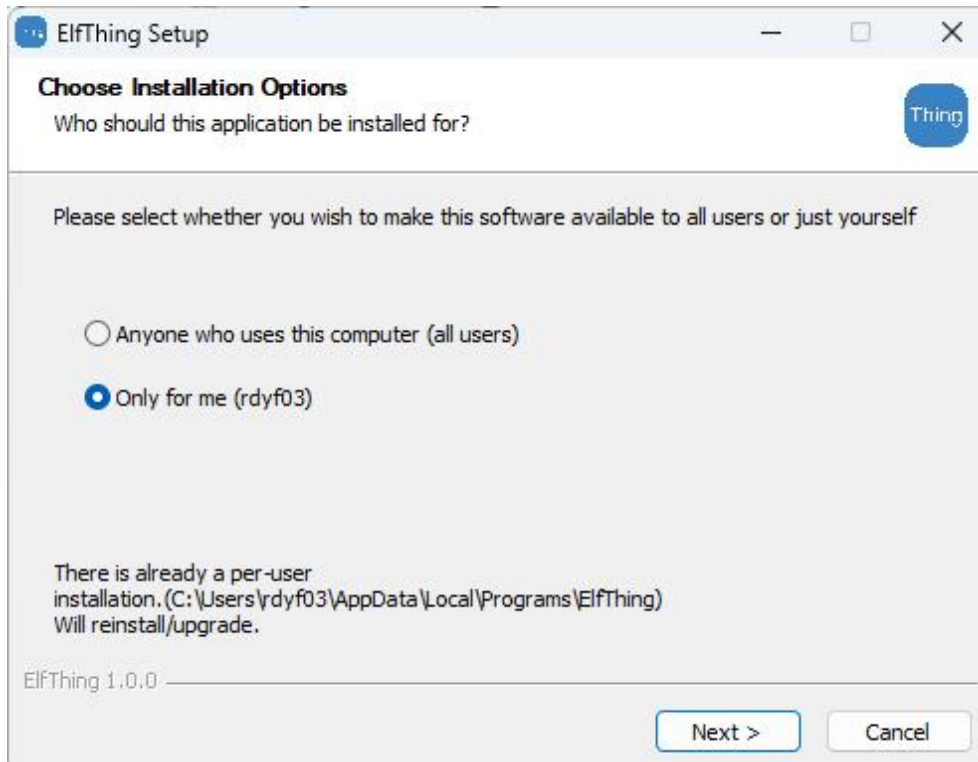 ElfThing Setup
Choose Installation Options
Who should this application be installed for?
Thing
Please select whether you wish to make this software available to all users or just yourself
Anyone who uses this computer (all users)
Only for me (rdyf03)
There is already a per-user
installation.(C:\Users\rdyf03\AppData\Local\Programs\ElfThing)
Will reinstall/upgrade.
ElfThing 1.0.0
Next >
Cancel